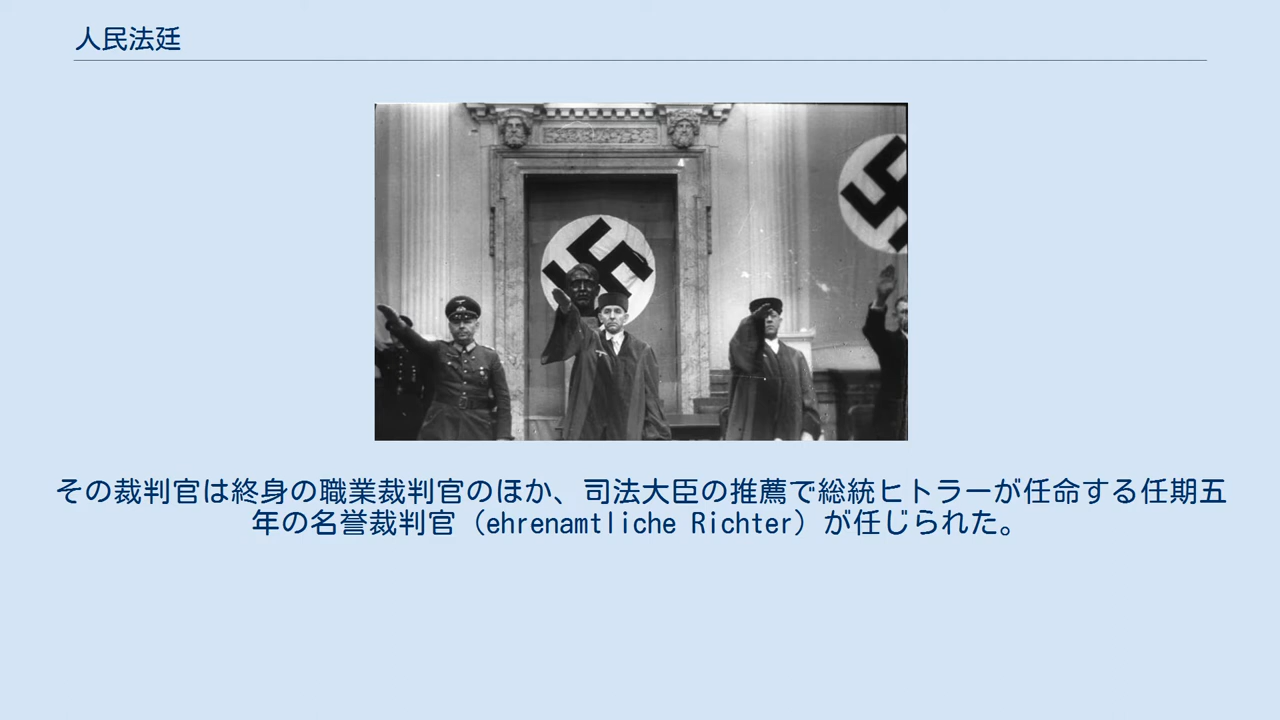 人民法廷
その裁判官は終身の職業裁判官のほか、司法大臣の推薦で総統ヒトラーが任命する任期五
年の名誉裁判官（ehrenamtliche Richter）が任じられた。